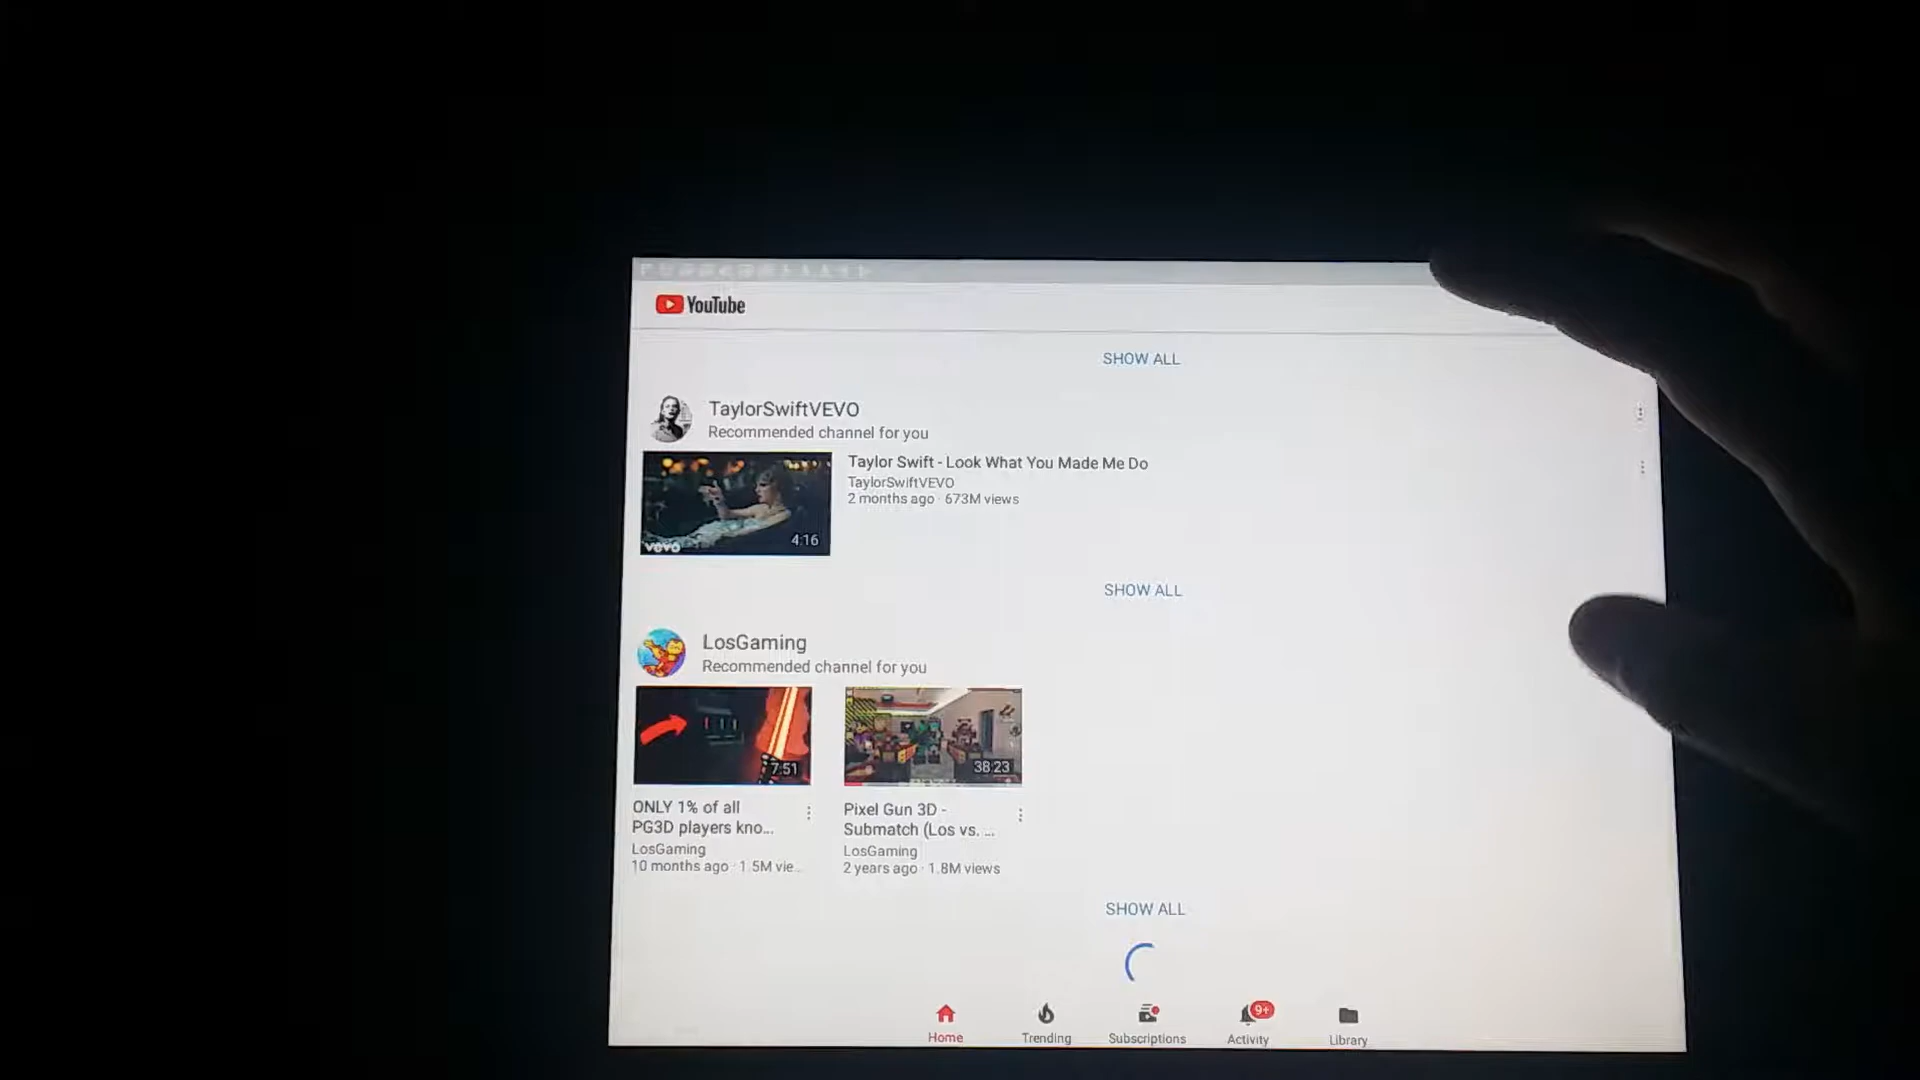 YouTube
SHOW ALL
TaylorSwiftVEVO
Recommended channel for you
Taylor Swift - Look What You Made Me Do
TaylorSwiftVEVO
2 months ago · 673M views
vevo
4:16
SHOW ALL
LosGaming
Recommended channel for you
7:51
38:23
ONLY 1% of all
PG3D players kno...
LosGaming
10 months ago · 1.5M vie...
Pixel Gun 3D -
Submatch (Los vs. ...
LosGaming
2 years ago · 1.8M views
SHOW ALL
9+
Home
Trending
Subscriptions
Activity
Library